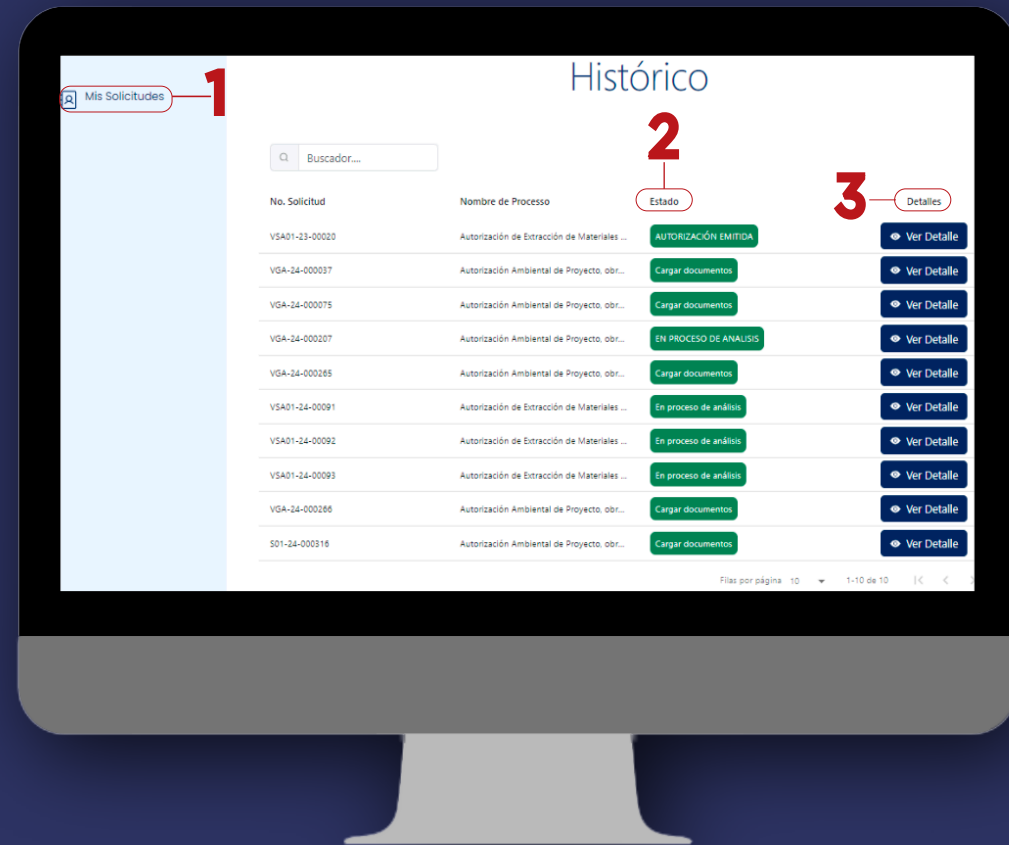 Histórico
1
Mis Solicitudes
2
Buscador....
3
No. Solicitud Nombre de Processo Estado Detalles
VSA01-23-00020 Autorización de Extracción de Materiales ... AUTORIZACIÓN EMITIDA Ver Detalle
VGA-24-000037 Autorización Ambiental de Proyecto, obr... Cargar documentos Ver Detalle
VGA-24-000075 Autorización Ambiental de Proyecto, obr... Cargar documentos Ver Detalle
VGA-24-000207 Autorización Ambiental de Proyecto, obr... EN PROCESO DE ANALISIS Ver Detalle
VGA-24-000265 Autorización Ambiental de Proyecto, obr... Cargar documentos Ver Detalle
VSA01-24-00091 Autorización de Extracción de Materiales ... En proceso de análisis Ver Detalle
VSA01-24-00092 Autorización de Extracción de Materiales ... En proceso de análisis Ver Detalle
VSA01-24-00093 Autorización de Extracción de Materiales ... En proceso de análisis Ver Detalle
VGA-24-000266 Autorización Ambiental de Proyecto, obr... Cargar documentos Ver Detalle
S01-24-000316 Autorización Ambiental de Proyecto, obr... Cargar documentos Ver Detalle
Filas por página 10 1-10 de 10